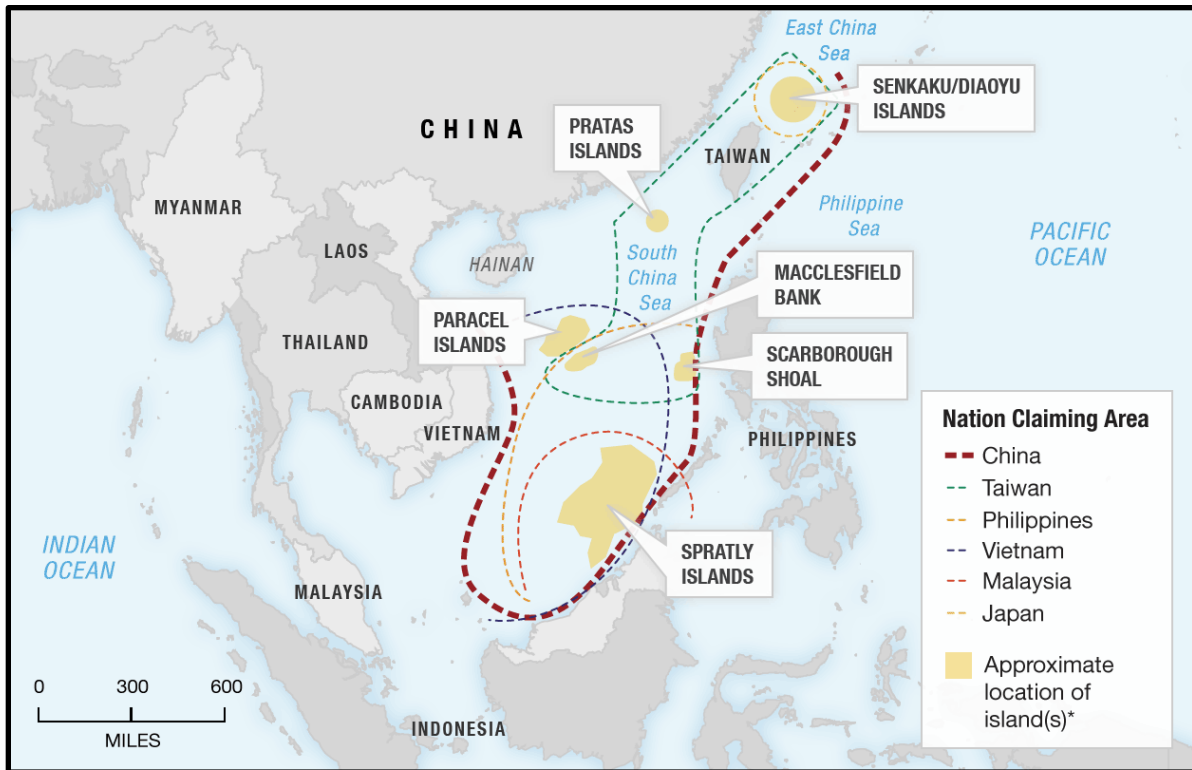 East China
Sea
SENKAKU/DIAOYU
ISLANDS
CHINA
PRATAS
ISLANDS
TAIWAN
MYANMAR
Philippine
Sea
LAOS
HAINAN
South
China
Sea
PACIFIC
OCEAN
MACCLESFIELD
BANK
PARACEL
ISLANDS
THAILAND
SCARBOROUGH
SHOAL
CAMBODIA
VIETNAM
PHILIPPINES
INDIAN
OCEAN
SPRATLY
ISLANDS
MALAYSIA
INDONESIA
0 300 600
MILES
Nation Claiming Area
China
Taiwan
Philippines
Vietnam
Malaysia
Japan
Approximate
location of
island(s)*